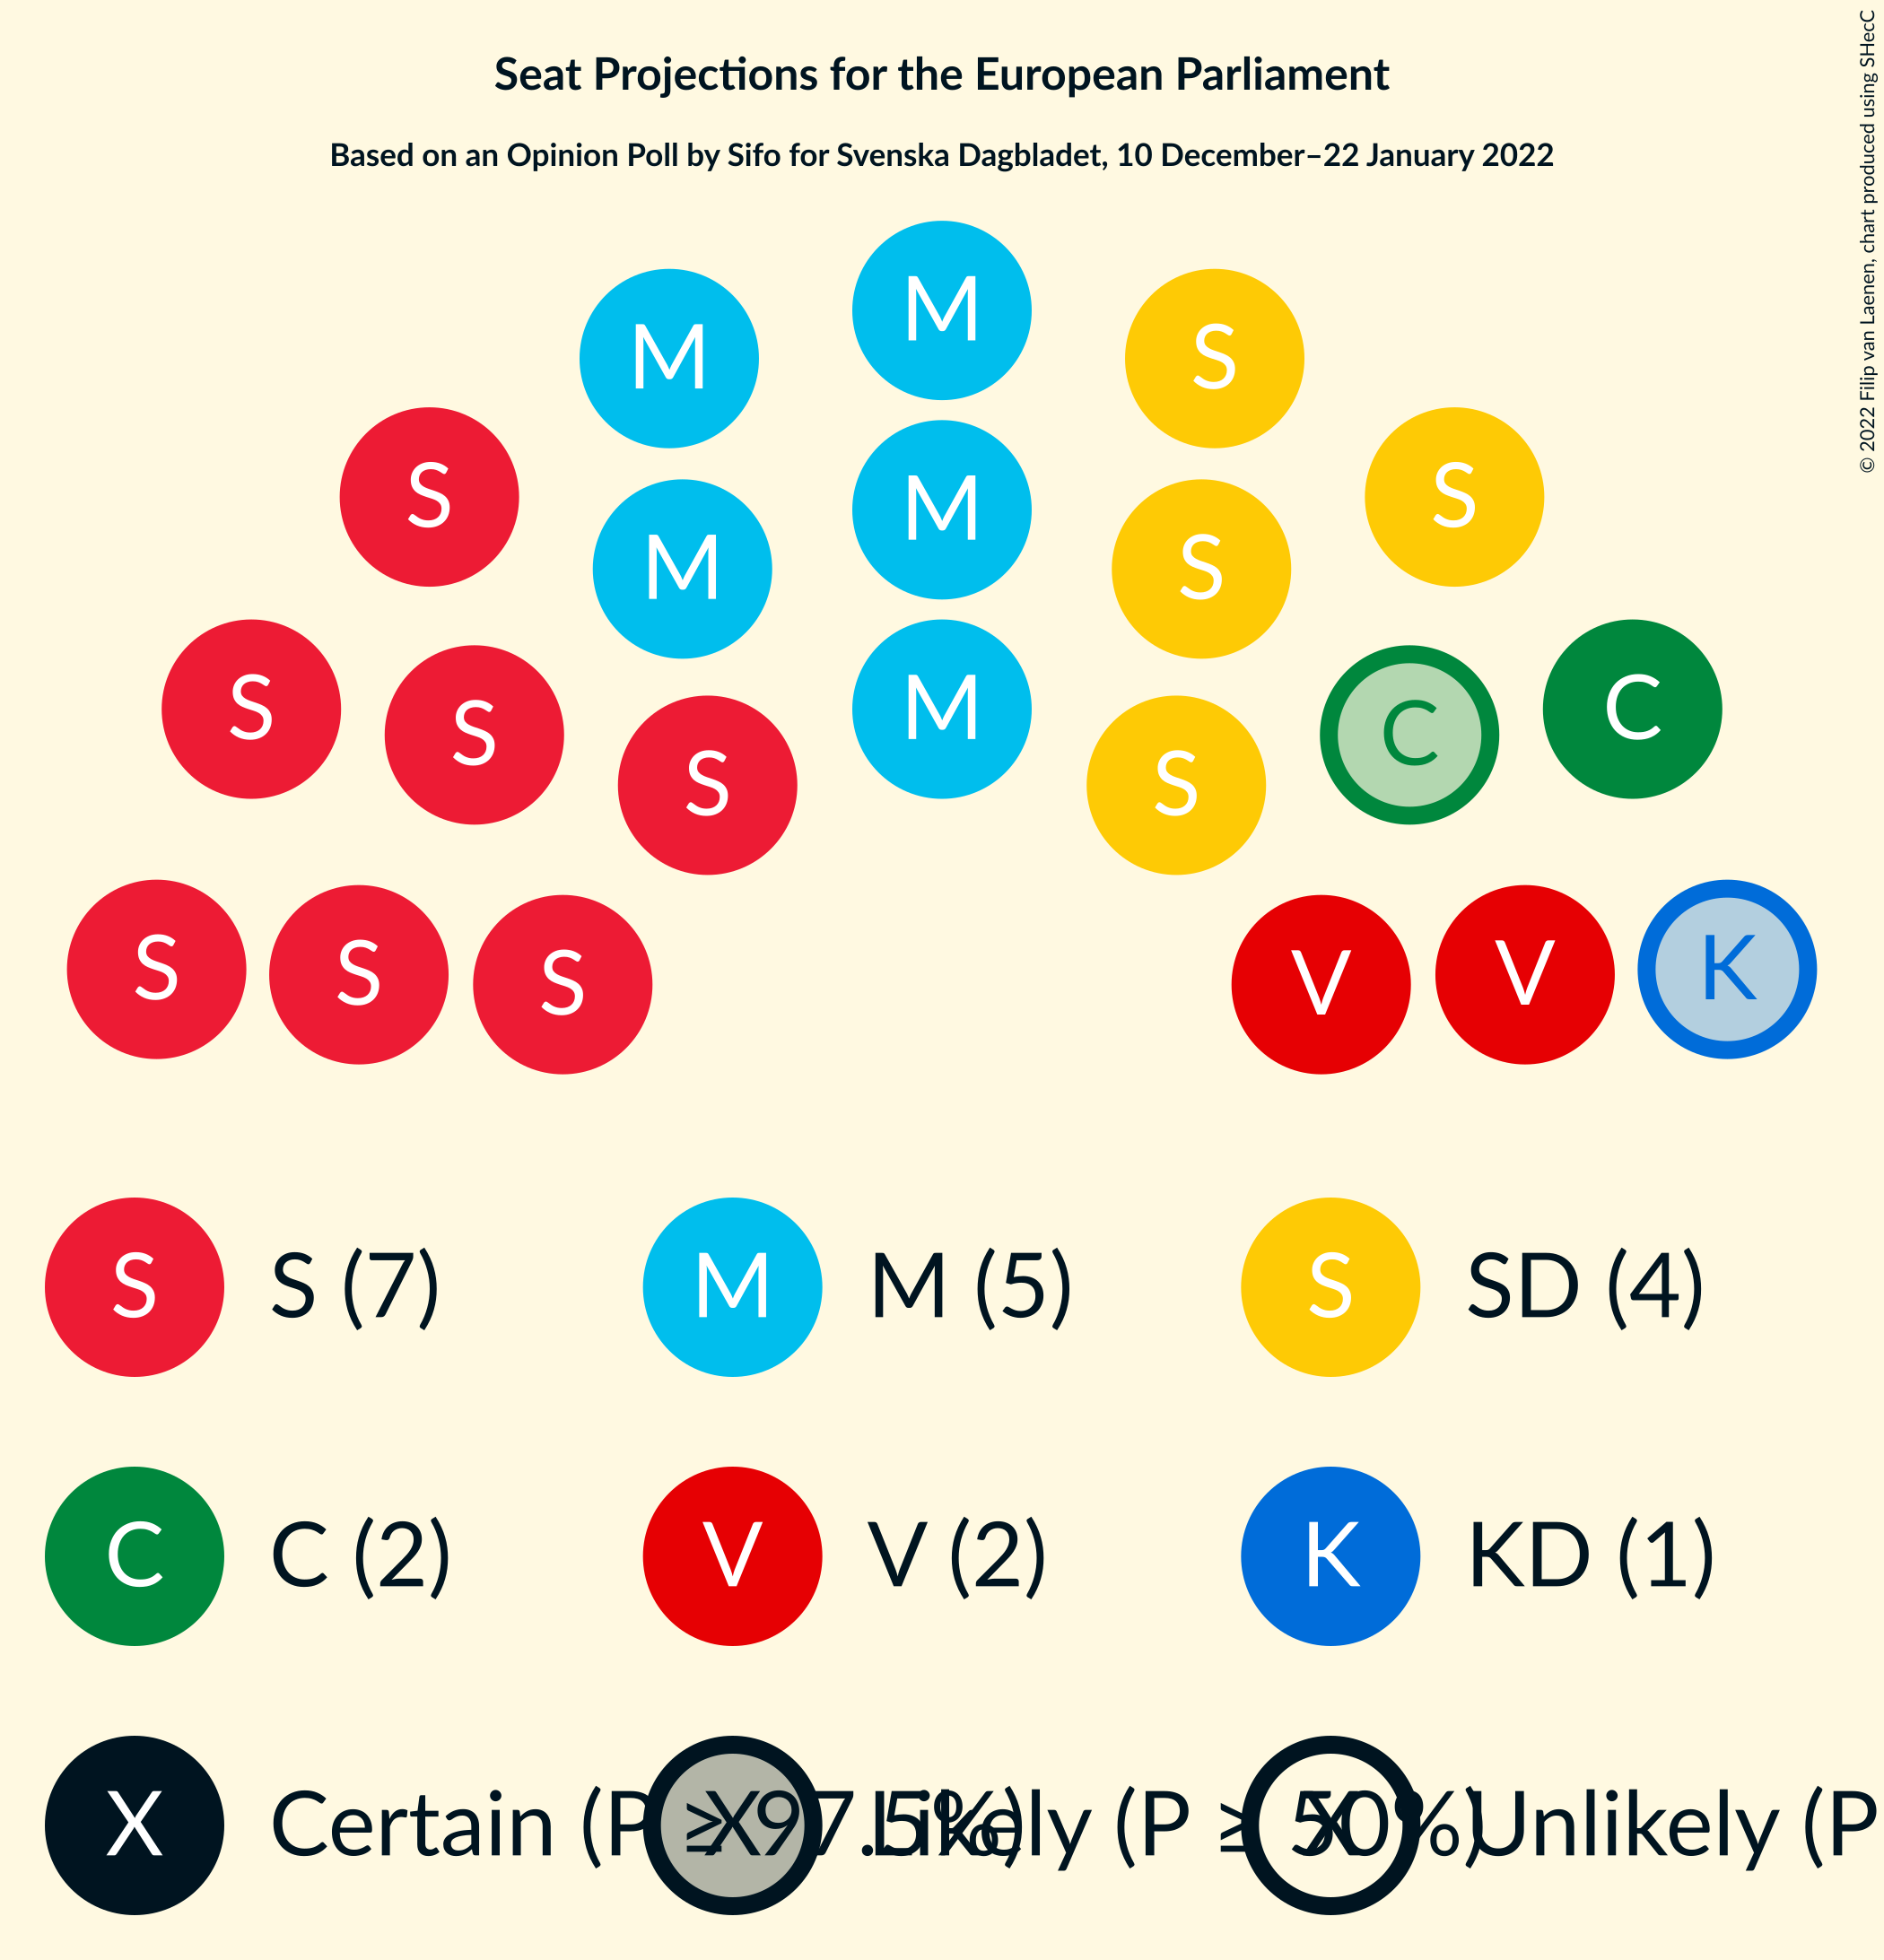 Seat Projections for the European Parliament
Based on an Opinion Poll by Sifo for Svenska Dagbladet, 10 December–22 January 2022
© 2022 Filip van Laenen, chart produced using SHecC
M
M S
S M M S S
S S S M S C C
S S S V V K
S S (7) M M (5) S SD (4)
C C (2) V V (2) K KD (1)
X Certain (P ≥ 97.5%) X Likely (P ≥ 50%) X Unlikely (P